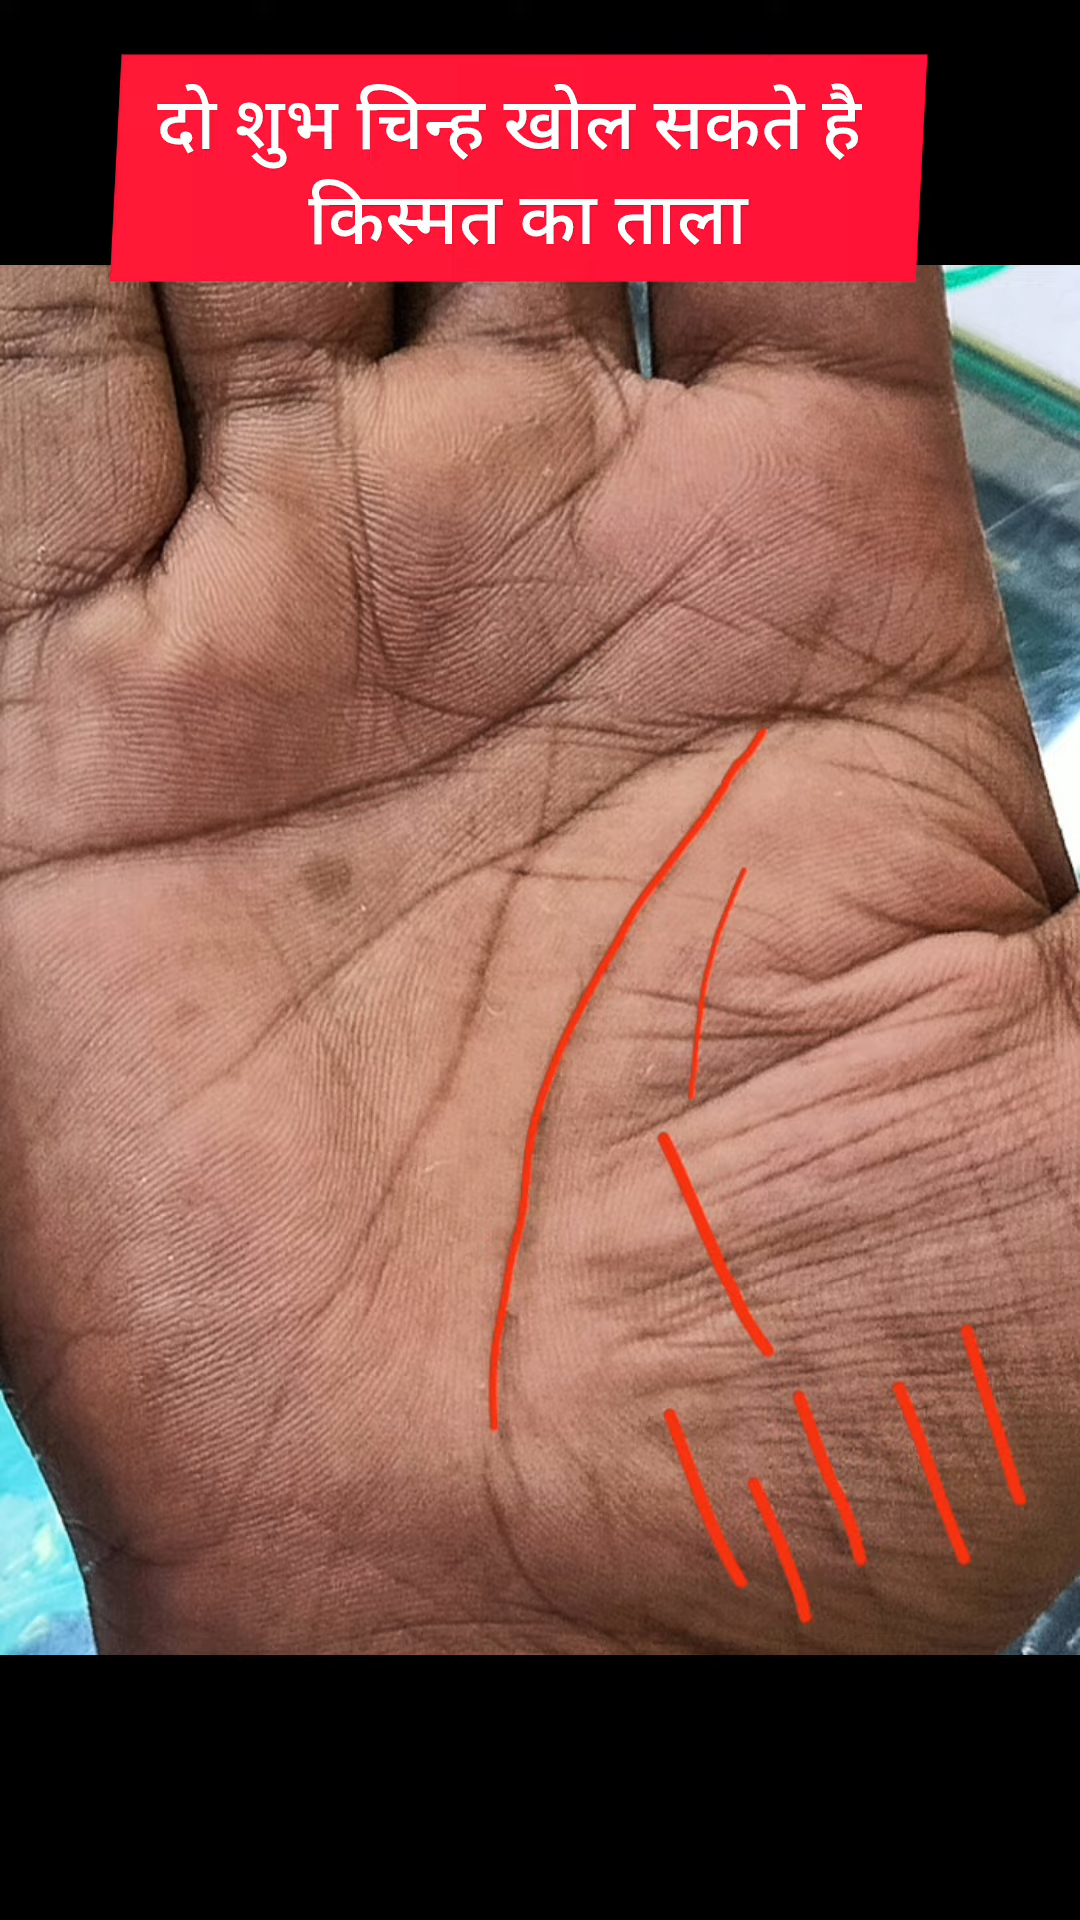 दो शुभ चिन्ह खोल सकते है
किस्मत का ताला